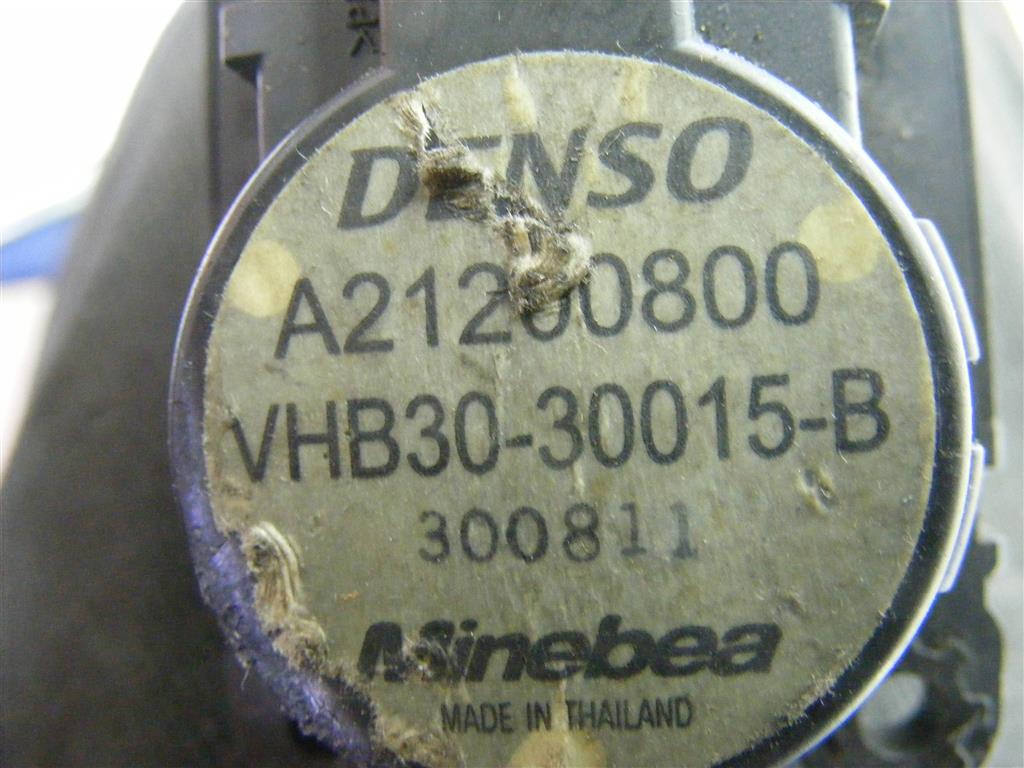 DENSO
A21200800
VHB30-30015-B
300811
Minebea
MADE IN THAILAND